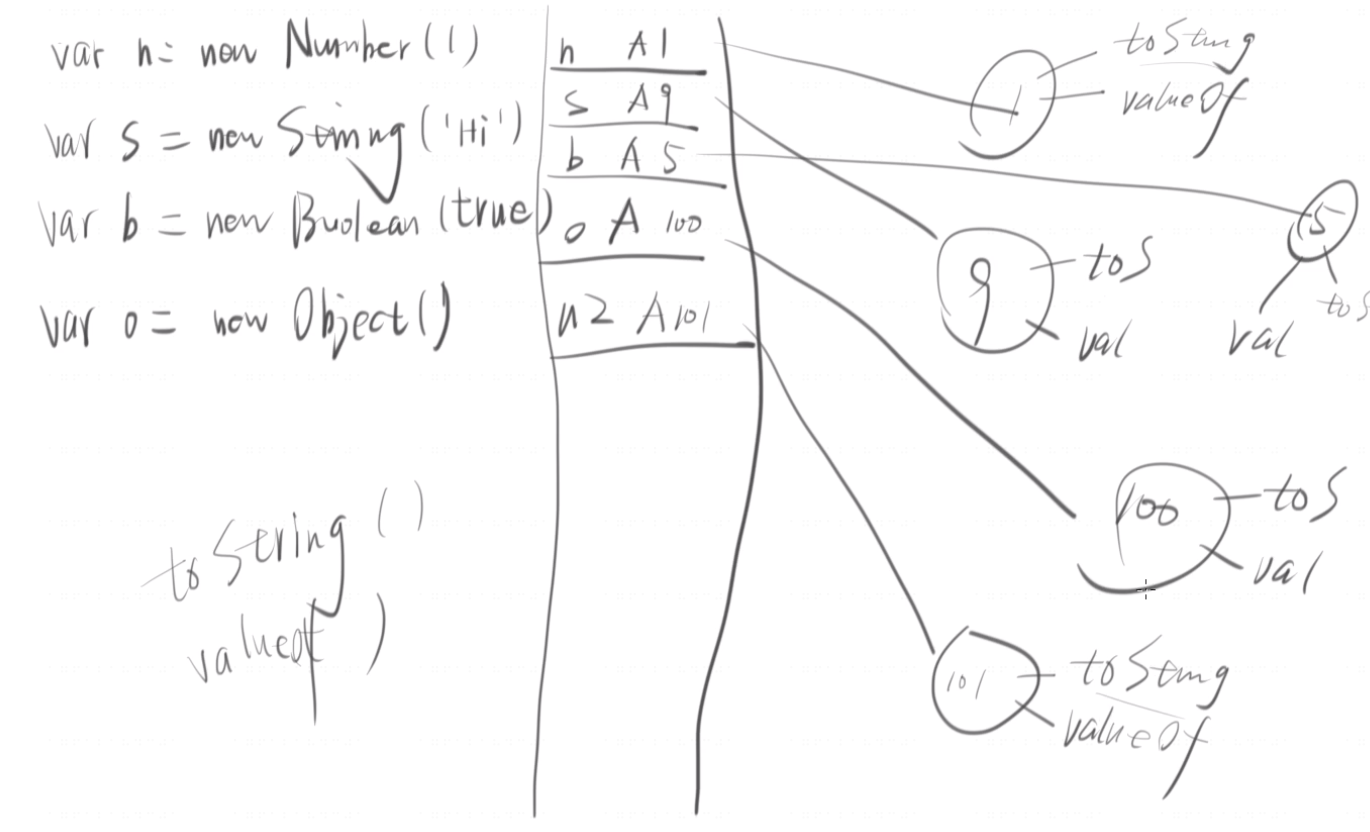 var n = new Number(1)
var s = new String('Hi')
var b = new Boolean(true)
var o = new Object()
toString()
valueOf )
n A1
s A9
b A5
o A100
n2 A101
1
toString
valueOf
9
toS
val
5
val
toS
100
toS
val
101
toString
valueOf